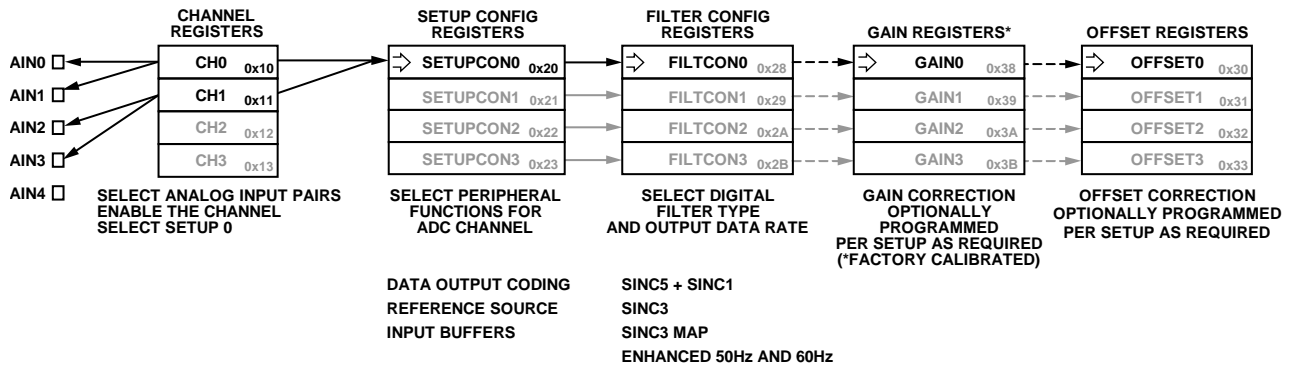 CHANNEL
REGISTERS
SETUP CONFIG
REGISTERS
FILTER CONFIG
REGISTERS
GAIN REGISTERS*
OFFSET REGISTERS
AIN0
CH0 0x10
SETUPCON0 0x20
FILTCON0 0x28
GAIN0 0x38
OFFSET0 0x30
AIN1
CH1 0x11
SETUPCON1 0x21
FILTCON1 0x29
GAIN1 0x39
OFFSET1 0x31
AIN2
CH2 0x12
SETUPCON2 0x22
FILTCON2 0x2A
GAIN2 0x3A
OFFSET2 0x32
AIN3
CH3 0x13
SETUPCON3 0x23
FILTCON3 0x2B
GAIN3 0x3B
OFFSET3 0x33
AIN4
SELECT ANALOG INPUT PAIRS
ENABLE THE CHANNEL
SELECT SETUP 0
SELECT PERIPHERAL
FUNCTIONS FOR
ADC CHANNEL
SELECT DIGITAL
FILTER TYPE
AND OUTPUT DATA RATE
GAIN CORRECTION
OPTIONALLY
PROGRAMMED
PER SETUP AS REQUIRED
(*FACTORY CALIBRATED)
OFFSET CORRECTION
OPTIONALLY PROGRAMMED
PER SETUP AS REQUIRED
DATA OUTPUT CODING
REFERENCE SOURCE
INPUT BUFFERS
SINC5 + SINC1
SINC3
SINC3 MAP
ENHANCED 50Hz AND 60Hz